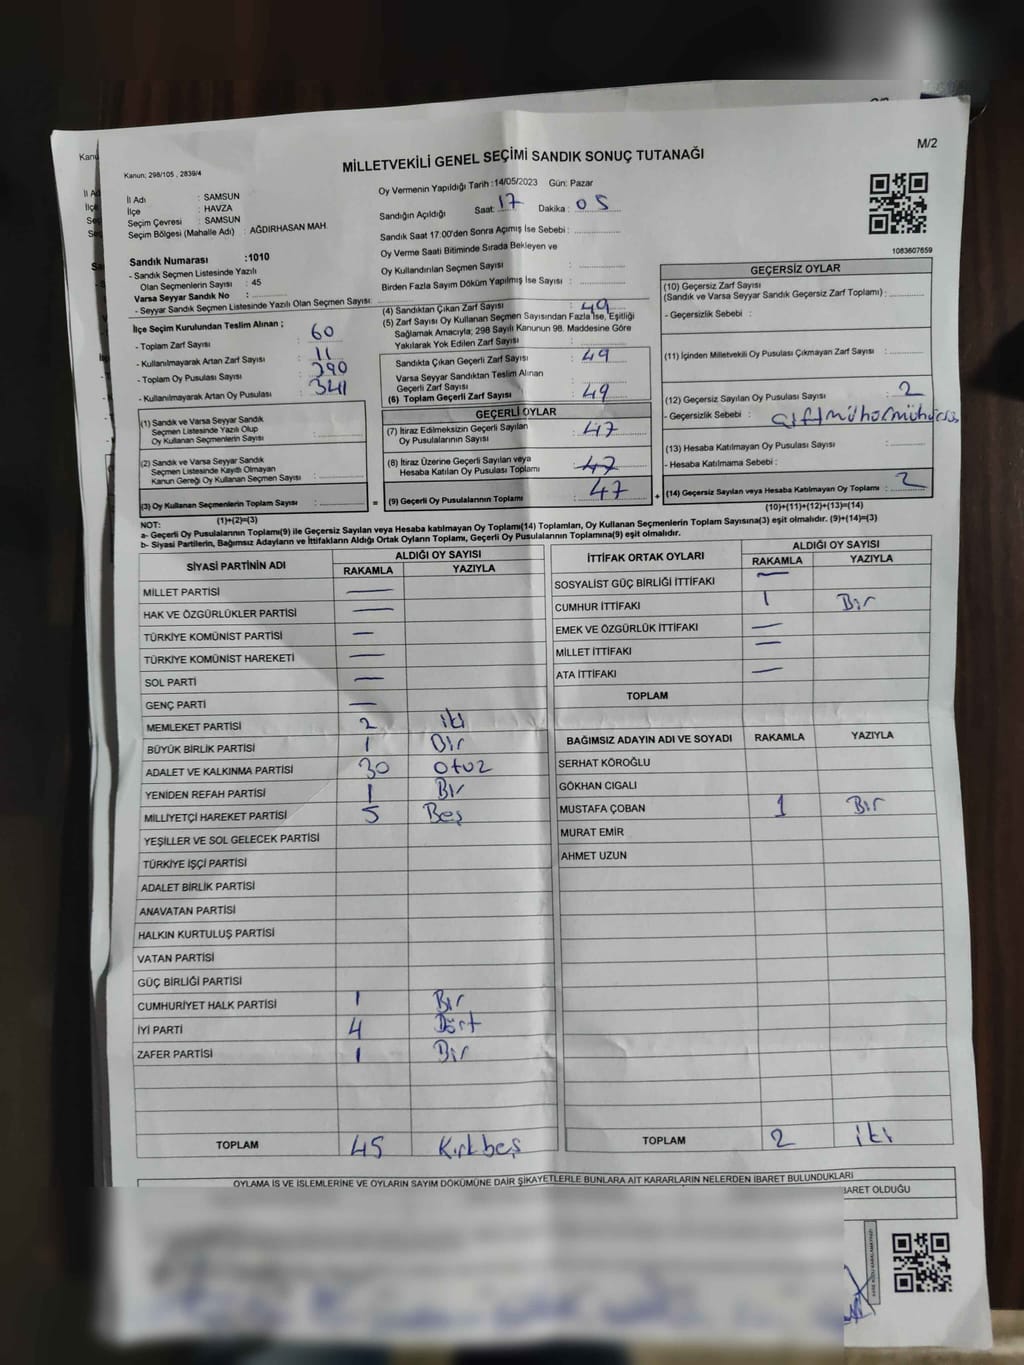 M/2
Kanun; 298/105 , 2839/4
MİLLETVEKİLİ GENEL SEÇİMİ SANDIK SONUÇ TUTANAĞI
İl Adı : SAMSUN
İlçe : HAVZA
Seçim Çevresi : SAMSUN
Seçim Bölgesi (Mahalle Adı) : AĞDIRHASAN MAH.
Oy Vermenin Yapıldığı Tarih :14/05/2023 Gün: Pazar
Sandığın Açıldığı Saat: 17 Dakika : 05
Sandık Saat 17:00'den Sonra Açımış İse Sebebi :
Oy Verme Saati Bitiminde Sırada Bekleyen ve
Oy Kullandırılan Seçmen Sayısı :
Birden Fazla Sayım Döküm Yapılmış İse Sayısı :
1083607659
Sandık Numarası :1010
- Sandık Seçmen Listesinde Yazılı
Olan Seçmenlerin Sayısı : 45
Varsa Seyyar Sandık No :
- Seyyar Sandık Seçmen Listesinde Yazılı Olan Seçmen Sayısı:
İlçe Seçim Kurulundan Teslim Alınan ;
- Toplam Zarf Sayısı : 60
- Kullanılmayarak Artan Zarf Sayısı : 11
- Toplam Oy Pusulası Sayısı : 390
- Kullanılmayarak Artan Oy Pusulası : 341
(4) Sandıktan Çıkan Zarf Sayısı : 49
(5) Zarf Sayısı Oy Kullanan Seçmen Sayısından Fazla İse, Eşitliği
Sağlamak Amacıyla; 298 Sayılı Kanunun 98. Maddesine Göre
Yakılarak Yok Edilen Zarf Sayısı :
Sandıkta Çıkan Geçerli Zarf Sayısı : 49
Varsa Seyyar Sandıktan Teslim Alınan
Geçerli Zarf Sayısı :
(6) Toplam Geçerli Zarf Sayısı : 49
GEÇERLİ OYLAR
(7) İtiraz Edilmeksizin Geçerli Sayılan
Oy Pusulalarının Sayısı : 47
(8) İtiraz Üzerine Geçerli Sayılan veya
Hesaba Katılan Oy Pusulası Toplamı : 47
(9) Geçerli Oy Pusulalarının Toplamı : 47
(1) Sandık ve Varsa Seyyar Sandık
Seçmen Listesinde Yazılı Olup
Oy Kullanan Seçmenlerin Sayısı :
(2) Sandık ve Varsa Seyyar Sandık
Seçmen Listesinde Kaydı Olmayan
Kanun Gereği Oy Kullanan Seçmen Sayısı :
(3) Oy Kullanan Seçmenlerin Toplam Sayısı : =
(1)+(2)=(3)
GEÇERSİZ OYLAR
(10) Geçersiz Zarf Sayısı
(Sandık ve Varsa Seyyar Sandık Geçersiz Zarf Toplamı) :
- Geçersizlik Sebebi :
(11) İçinden Milletvekili Oy Pusulası Çıkmayan Zarf Sayısı :
(12) Geçersiz Sayılan Oy Pusulası Sayısı : 2
- Geçersizlik Sebebi :
(13) Hesaba Katılmayan Oy Pusulası Sayısı :
- Hesaba Katılmama Sebebi :
+ (14) Geçersiz Sayılan veya Hesaba Katılmayan Oy Toplamı : 2
(10)+(11)+(12)+(13)=(14)
NOT:
a- Geçerli Oy Pusulalarının Toplamı(9) ile Geçersiz Sayılan veya Hesaba katılmayan Oy Toplamı(14) Toplamları, Oy Kullanan Seçmenlerin Toplam Sayısına(3) eşit olmalıdır. (9)+(14)=(3)
b- Siyasi Partilerin, Bağımsız Adayların ve İttifakların Aldığı Ortak Oyların Toplamı, Geçerli Oy Pusulalarının Toplamına(9) eşit olmalıdır.
SİYASİ PARTİNİN ADI ALDIĞI OY SAYISI
RAKAMLA YAZIYLA
MİLLET PARTİSİ —
HAK VE ÖZGÜRLÜKLER PARTİSİ —
TÜRKİYE KOMÜNİST PARTİSİ —
TÜRKİYE KOMÜNİST HAREKETİ —
SOL PARTİ —
GENÇ PARTİ —
MEMLEKET PARTİSİ 2 iki
BÜYÜK BİRLİK PARTİSİ 1 Bir
ADALET VE KALKINMA PARTİSİ 30 otuz
YENİDEN REFAH PARTİSİ 1 Bir
MİLLİYETÇİ HAREKET PARTİSİ 5 Beş
YEŞİLLER VE SOL GELECEK PARTİSİ
TÜRKİYE İŞÇİ PARTİSİ
ADALET BİRLİK PARTİSİ
ANAVATAN PARTİSİ
HALKIN KURTULUŞ PARTİSİ
VATAN PARTİSİ
GÜÇ BİRLİĞİ PARTİSİ
CUMHURİYET HALK PARTİSİ 1 Bir
İYİ PARTİ 4 Dört
ZAFER PARTİSİ 1 Bir
TOPLAM 45 Kırkbeş
İTTİFAK ORTAK OYLARI ALDIĞI OY SAYISI
RAKAMLA YAZIYLA
SOSYALİST GÜÇ BİRLİĞİ İTTİFAKI —
CUMHUR İTTİFAKI 1 Bir
EMEK VE ÖZGÜRLÜK İTTİFAKI —
MİLLET İTTİFAKI —
ATA İTTİFAKI —
TOPLAM
BAĞIMSIZ ADAYIN ADI VE SOYADI RAKAMLA YAZIYLA
SERHAT KÖROĞLU
GÖKHAN CIGALI
MUSTAFA ÇOBAN 1 Bir
MURAT EMİR
AHMET UZUN
TOPLAM 2 iki
OYLAMA İŞ VE İŞLEMLERİNE VE OYLARIN SAYIM DÖKÜMÜNE DAİR ŞİKAYETLERLE BUNLARA AİT KARARLARIN NELERDEN İBARET BULUNDUKLARI
BARET OLDUĞU